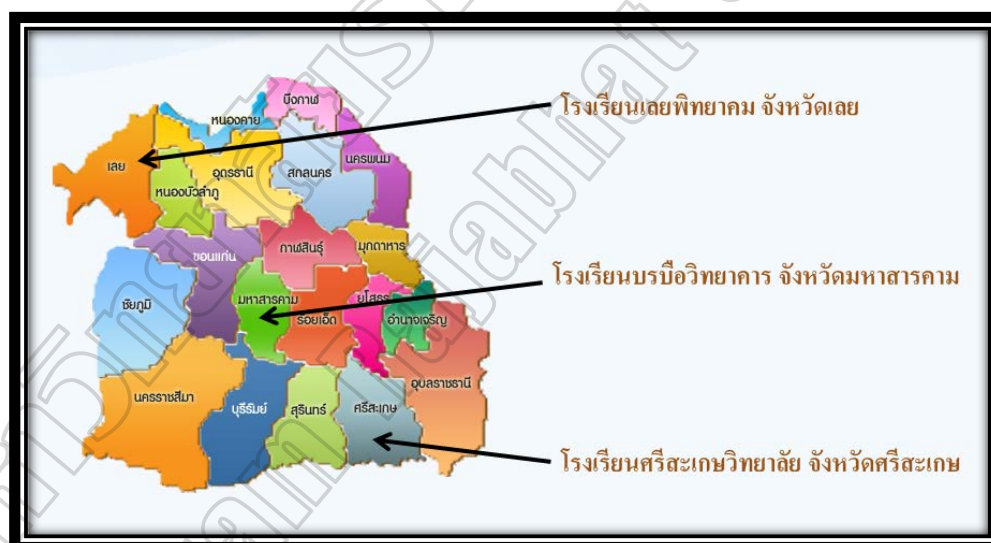 บึงกาฬ
หนองคาย
โรงเรียนเลยพิทยาคม จังหวัดเลย
เลย
อุดรธานี
สกลนคร
นครพนม
หนองบัวลำภู
ขอนแก่น
กาฬสินธุ์
มุกดาหาร
โรงเรียนบรบือวิทยาคาร จังหวัดมหาสารคาม
ชัยภูมิ
มหาสารคาม
ร้อยเอ็ด
ยโสธร
อำนาจเจริญ
นครราชสีมา
บุรีรัมย์
สุรินทร์
ศรีสะเกษ
อุบลราชธานี
โรงเรียนศรีสะเกษวิทยาลัย จังหวัดศรีสะเกษ